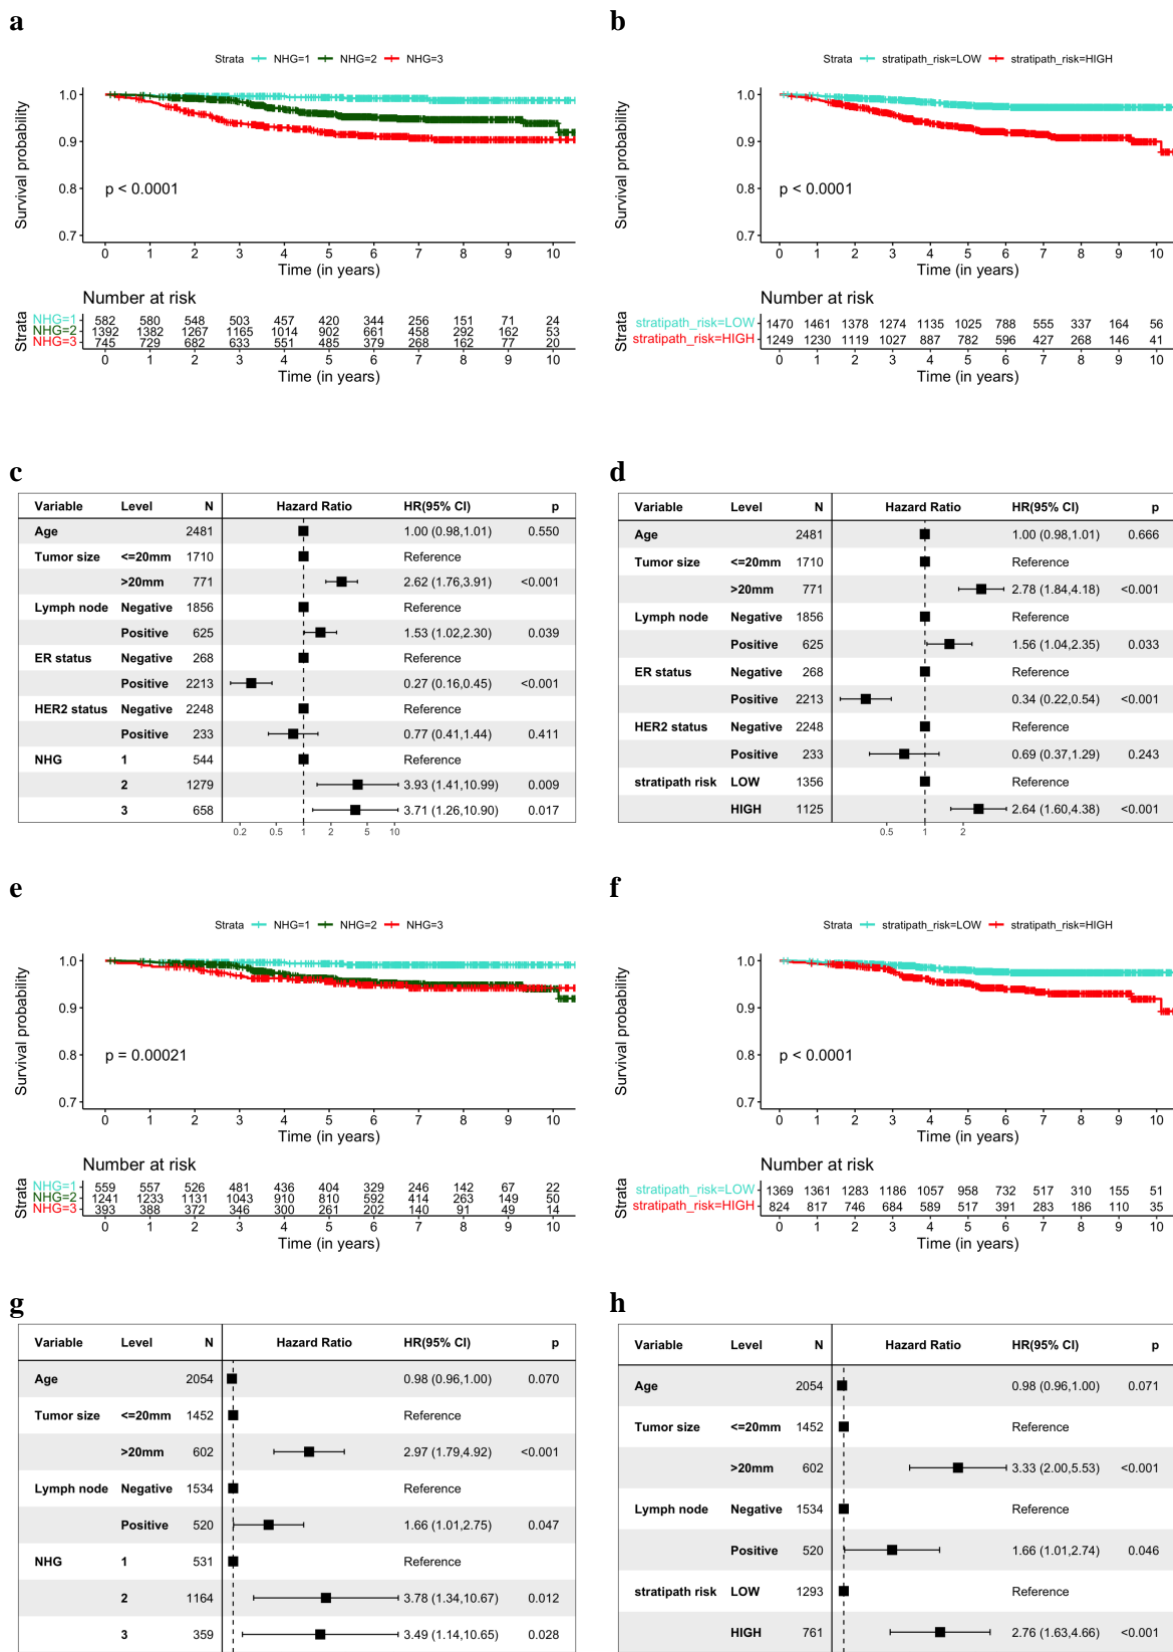 a
Strata NHG=1 NHG=2 NHG=3
Survival probability
1.0
0.9
0.8
0.7
p < 0.0001
0 1 2 3 4 5 6 7 8 9 10
Time (in years)
Number at risk
Strata
NHG=1 582 580 548 503 457 420 344 256 151 71 24
NHG=2 1392 1382 1267 1165 1014 902 661 458 292 162 53
NHG=3 745 729 682 633 551 485 379 268 162 77 20
0 1 2 3 4 5 6 7 8 9 10
Time (in years)
b
Strata stratipath_risk=LOW stratipath_risk=HIGH
Survival probability
1.0
0.9
0.8
0.7
p < 0.0001
0 1 2 3 4 5 6 7 8 9 10
Time (in years)
Number at risk
Strata
stratipath_risk=LOW 1470 1461 1378 1274 1135 1025 788 555 337 164 56
stratipath_risk=HIGH 1249 1230 1119 1027 887 782 596 427 268 146 41
0 1 2 3 4 5 6 7 8 9 10
Time (in years)
c
Variable Level N Hazard Ratio HR(95% CI) p
Age 2481 1.00 (0.98,1.01) 0.550
Tumor size <=20mm 1710 Reference
>20mm 771 2.62 (1.76,3.91) <0.001
Lymph node Negative 1856 Reference
Positive 625 1.53 (1.02,2.30) 0.039
ER status Negative 268 Reference
Positive 2213 0.27 (0.16,0.45) <0.001
HER2 status Negative 2248 Reference
Positive 233 0.77 (0.41,1.44) 0.411
NHG 1 544 Reference
2 1279 3.93 (1.41,10.99) 0.009
3 658 3.71 (1.26,10.90) 0.017
0.2 0.5 1 2 5 10
d
Variable Level N Hazard Ratio HR(95% CI) p
Age 2481 1.00 (0.98,1.01) 0.666
Tumor size <=20mm 1710 Reference
>20mm 771 2.78 (1.84,4.18) <0.001
Lymph node Negative 1856 Reference
Positive 625 1.56 (1.04,2.35) 0.033
ER status Negative 268 Reference
Positive 2213 0.34 (0.22,0.54) <0.001
HER2 status Negative 2248 Reference
Positive 233 0.69 (0.37,1.29) 0.243
stratipath risk LOW 1356 Reference
HIGH 1125 2.64 (1.60,4.38) <0.001
0.5 1 2
e
Strata NHG=1 NHG=2 NHG=3
Survival probability
1.0
0.9
0.8
0.7
p = 0.00021
0 1 2 3 4 5 6 7 8 9 10
Time (in years)
Number at risk
Strata
NHG=1 559 557 526 481 436 404 329 246 142 67 22
NHG=2 1241 1233 1131 1043 910 810 592 414 263 149 50
NHG=3 393 388 372 346 300 261 202 140 91 49 14
0 1 2 3 4 5 6 7 8 9 10
Time (in years)
f
Strata stratipath_risk=LOW stratipath_risk=HIGH
Survival probability
1.0
0.9
0.8
0.7
p < 0.0001
0 1 2 3 4 5 6 7 8 9 10
Time (in years)
Number at risk
Strata
stratipath_risk=LOW 1369 1361 1283 1186 1057 958 732 517 310 155 51
stratipath_risk=HIGH 824 817 746 684 589 517 391 283 186 110 35
0 1 2 3 4 5 6 7 8 9 10
Time (in years)
g
Variable Level N Hazard Ratio HR(95% CI) p
Age 2054 0.98 (0.96,1.00) 0.070
Tumor size <=20mm 1452 Reference
>20mm 602 2.97 (1.79,4.92) <0.001
Lymph node Negative 1534 Reference
Positive 520 1.66 (1.01,2.75) 0.047
NHG 1 531 Reference
2 1164 3.78 (1.34,10.67) 0.012
3 359 3.49 (1.14,10.65) 0.028
h
Variable Level N Hazard Ratio HR(95% CI) p
Age 2054 0.98 (0.96,1.00) 0.071
Tumor size <=20mm 1452 Reference
>20mm 602 3.33 (2.00,5.53) <0.001
Lymph node Negative 1534 Reference
Positive 520 1.66 (1.01,2.74) 0.046
stratipath risk LOW 1293 Reference
HIGH 761 2.76 (1.63,4.66) <0.001